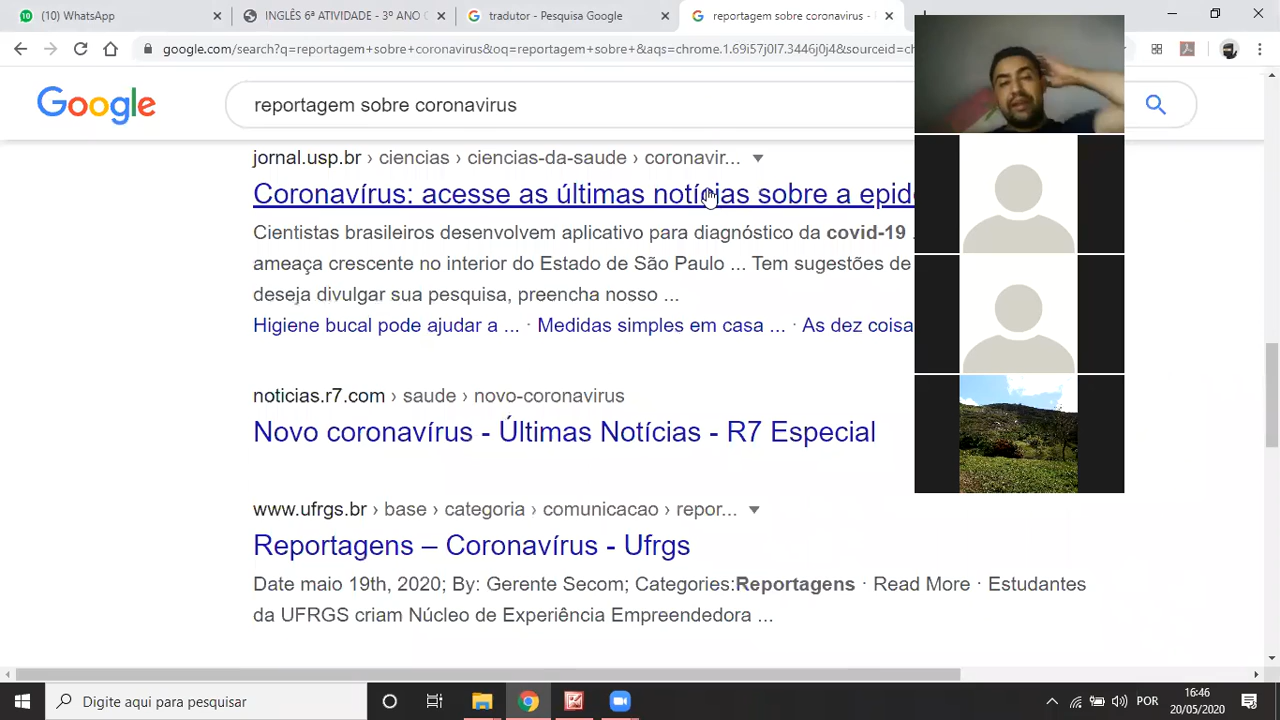 (10) WhatsApp
INGLÊS 6ª ATIVIDADE - 3º ANO C
tradutor - Pesquisa Google
reportagem sobre coronavirus -
google.com/search?q=reportagem+sobre+coronavirus&oq=reportagem+sobre+&aqs=chrome.1.69i57j0l7.3446j0j4&sourceid=ch
Google
reportagem sobre coronavirus
jornal.usp.br › ciencias › ciencias-da-saude › coronavir...
Coronavírus: acesse as últimas notícias sobre a epide
Cientistas brasileiros desenvolvem aplicativo para diagnóstico da covid-19 .
ameaça crescente no interior do Estado de São Paulo ... Tem sugestões de
deseja divulgar sua pesquisa, preencha nosso ...
Higiene bucal pode ajudar a ... · Medidas simples em casa ... · As dez coisa
noticias.r7.com › saude › novo-coronavirus
Novo coronavírus - Últimas Notícias - R7 Especial
www.ufrgs.br › base › categoria › comunicacao › repor...
Reportagens – Coronavírus - Ufrgs
Date maio 19th, 2020; By: Gerente Secom; Categories:Reportagens · Read More · Estudantes
da UFRGS criam Núcleo de Experiência Empreendedora ...
Digite aqui para pesquisar
POR
16:46
20/05/2020